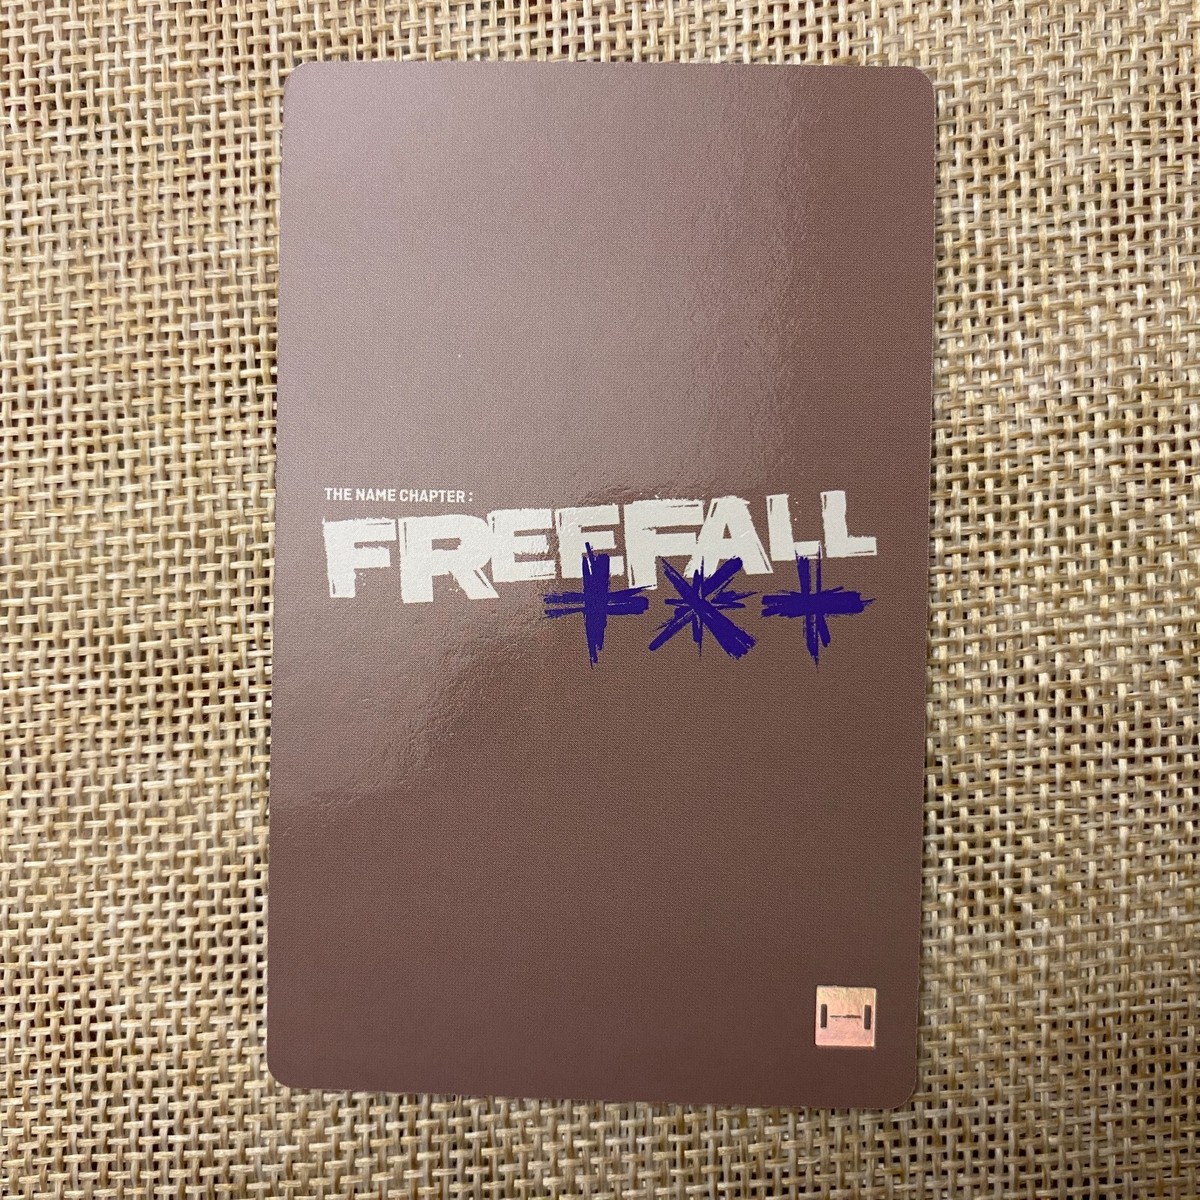 THE NAME CHAPTER :
FREEFALL
+*+